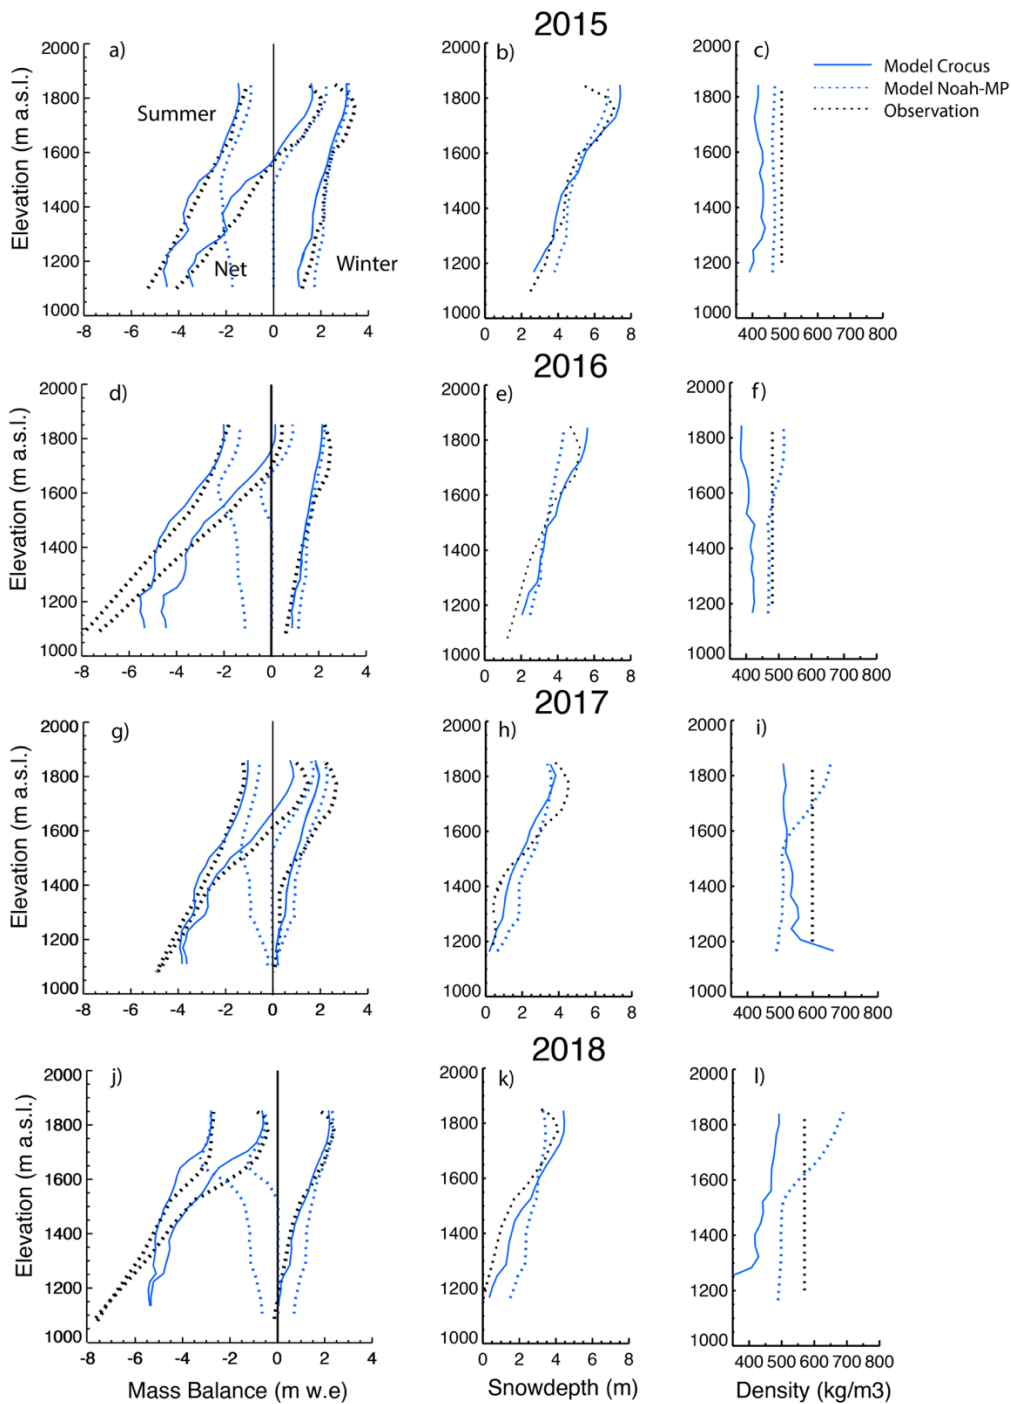 2015
a)
b)
c)
Model Crocus
Model Noah-MP
Observation
Summer
Net
Winter
Elevation (m a.s.l.)
2000
1800
1600
1400
1200
1000
-8 -6 -4 -2 0 2 4
2000
1800
1600
1400
1200
1000
0 2 4 6 8
2000
1800
1600
1400
1200
1000
400 500 600 700 800
2016
d)
e)
f)
Elevation (m a.s.l.)
2000
1800
1600
1400
1200
1000
-8 -6 -4 -2 0 2 4
2000
1800
1600
1400
1200
1000
0 2 4 6 8
2000
1800
1600
1400
1200
1000
400 500 600 700 800
2017
g)
h)
i)
Elevation (m a.s.l.)
2000
1800
1600
1400
1200
1000
-8 -6 -4 -2 0 2 4
2000
1800
1600
1400
1200
1000
0 2 4 6 8
2000
1800
1600
1400
1200
1000
400 500 600 700 800
2018
j)
k)
l)
Elevation (m a.s.l.)
2000
1800
1600
1400
1200
1000
-8 -6 -4 -2 0 2 4
2000
1800
1600
1400
1200
1000
0 2 4 6 8
2000
1800
1600
1400
1200
1000
400 500 600 700 800
Mass Balance (m w.e)
Snowdepth (m)
Density (kg/m3)